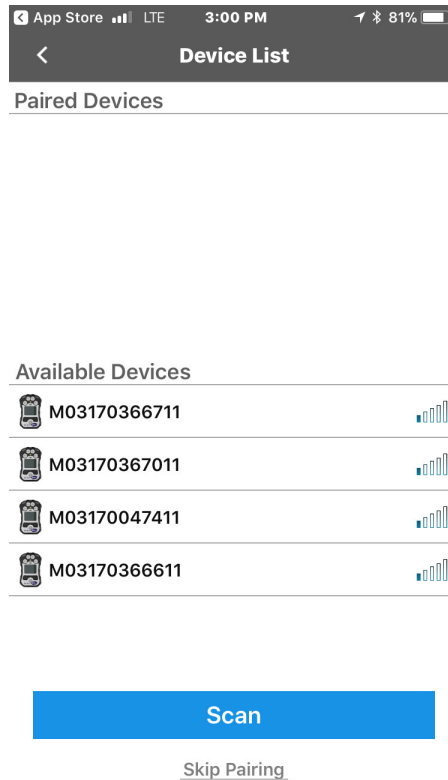 App Store LTE 3:00 PM 81%
Device List
Paired Devices
Available Devices
M03170366711
M03170367011
M03170047411
M03170366611
Scan
Skip Pairing